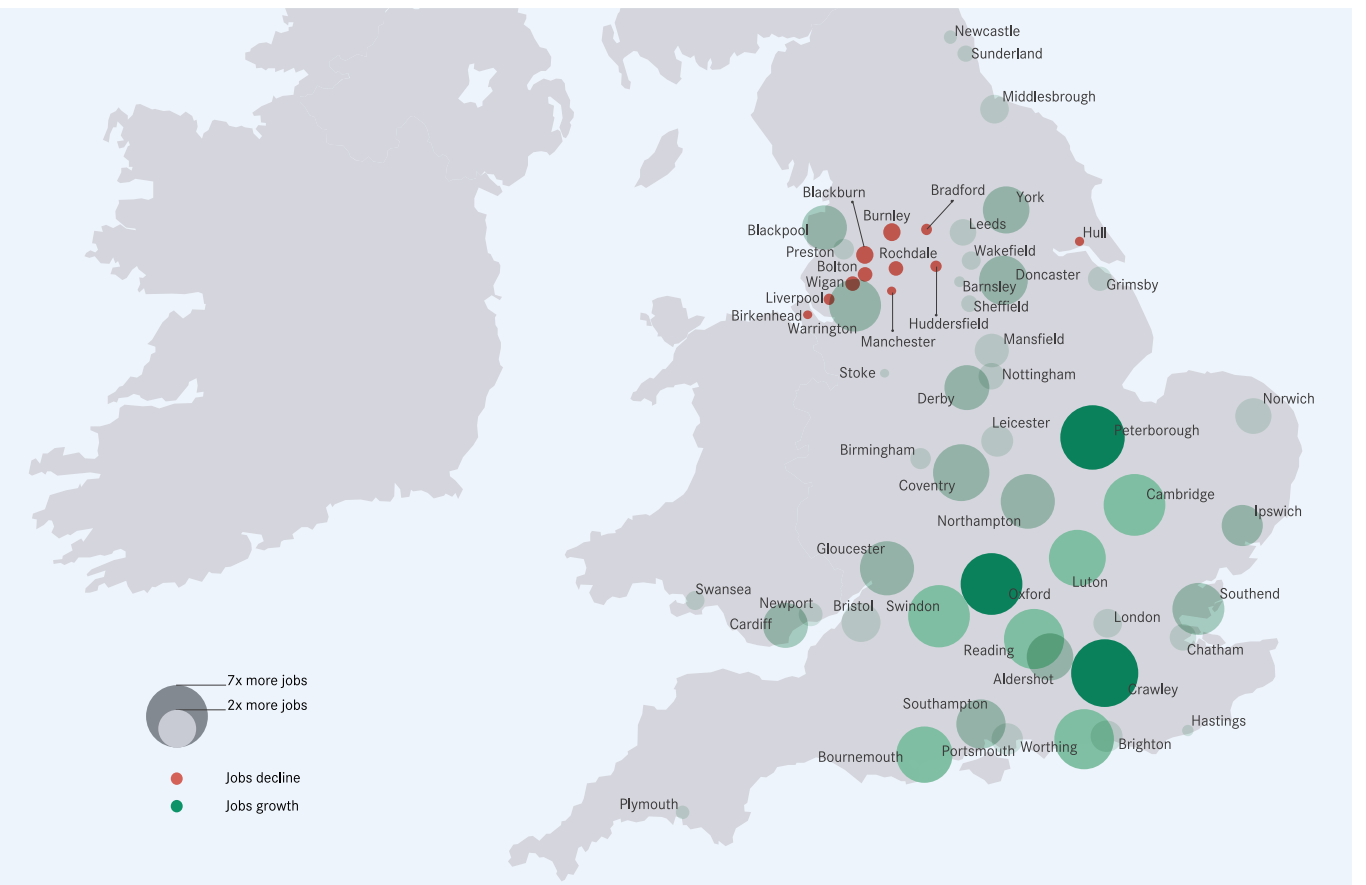 Newcastle
Sunderland
Middlesbrough
Blackburn
Bradford
York
Burnley
Leeds
Blackpool
Hull
Preston
Rochdale
Wakefield
Bolton
Doncaster
Wigan
Barnsley
Grimsby
Liverpool
Sheffield
Birkenhead
Huddersfield
Warrington
Manchester
Mansfield
Stoke
Nottingham
Derby
Norwich
Leicester
Peterborough
Birmingham
Coventry
Cambridge
Northampton
Ipswich
Gloucester
Luton
Swansea
Oxford
Southend
Newport
Bristol
Swindon
London
Cardiff
Reading
Chatham
Aldershot
7x more jobs
Crawley
2x more jobs
Southampton
Hastings
Portsmouth
Worthing
Brighton
Bournemouth
Jobs decline
Plymouth
Jobs growth